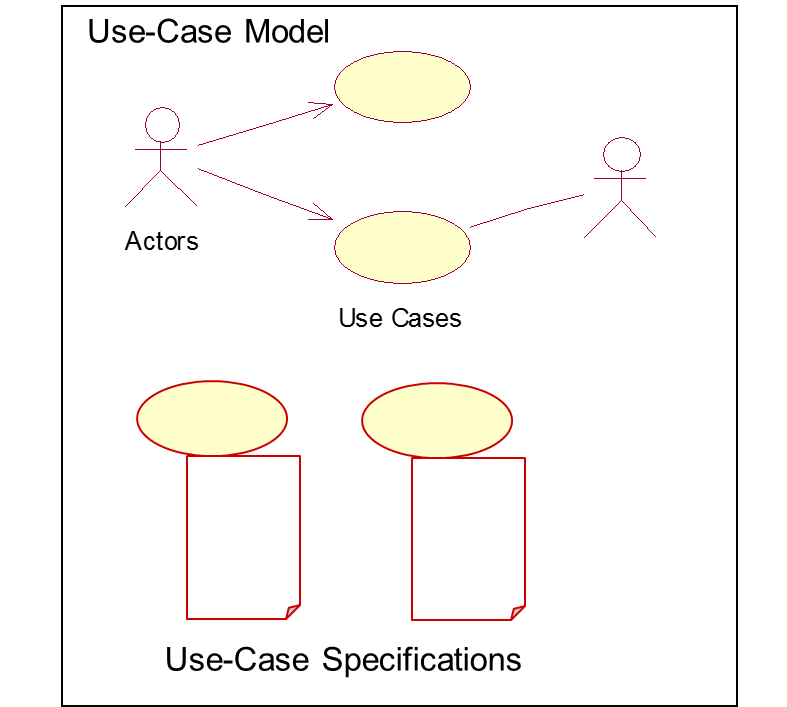 Use-Case Model
Actors
Use Cases
Use-Case Specifications